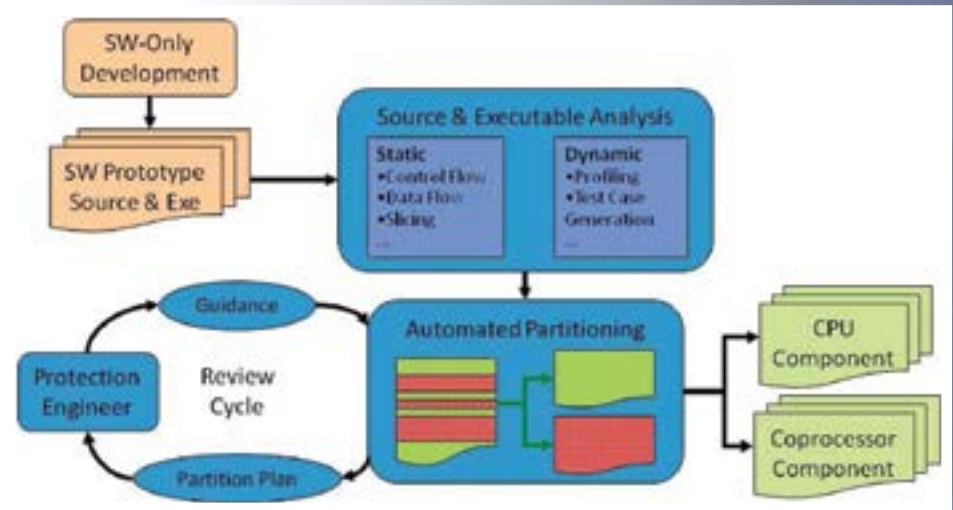 SW-Only
Development
SW Prototype
Source & Exe
Source & Executable Analysis
Static
•Control Flow
•Data Flow
•Slicing
...
Dynamic
•Profiling
•Test Case
Generation
...
Guidance
Automated Partitioning
Protection
Engineer
Review
Cycle
Partition Plan
CPU
Component
Coprocessor
Component